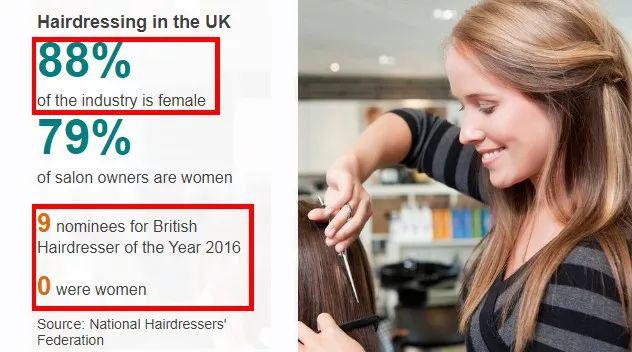 Hairdressing in the UK
88%
of the industry is female
79%
of salon owners are women
9 nominees for British
Hairdresser of the Year 2016
0 were women
Source: National Hairdressers'
Federation